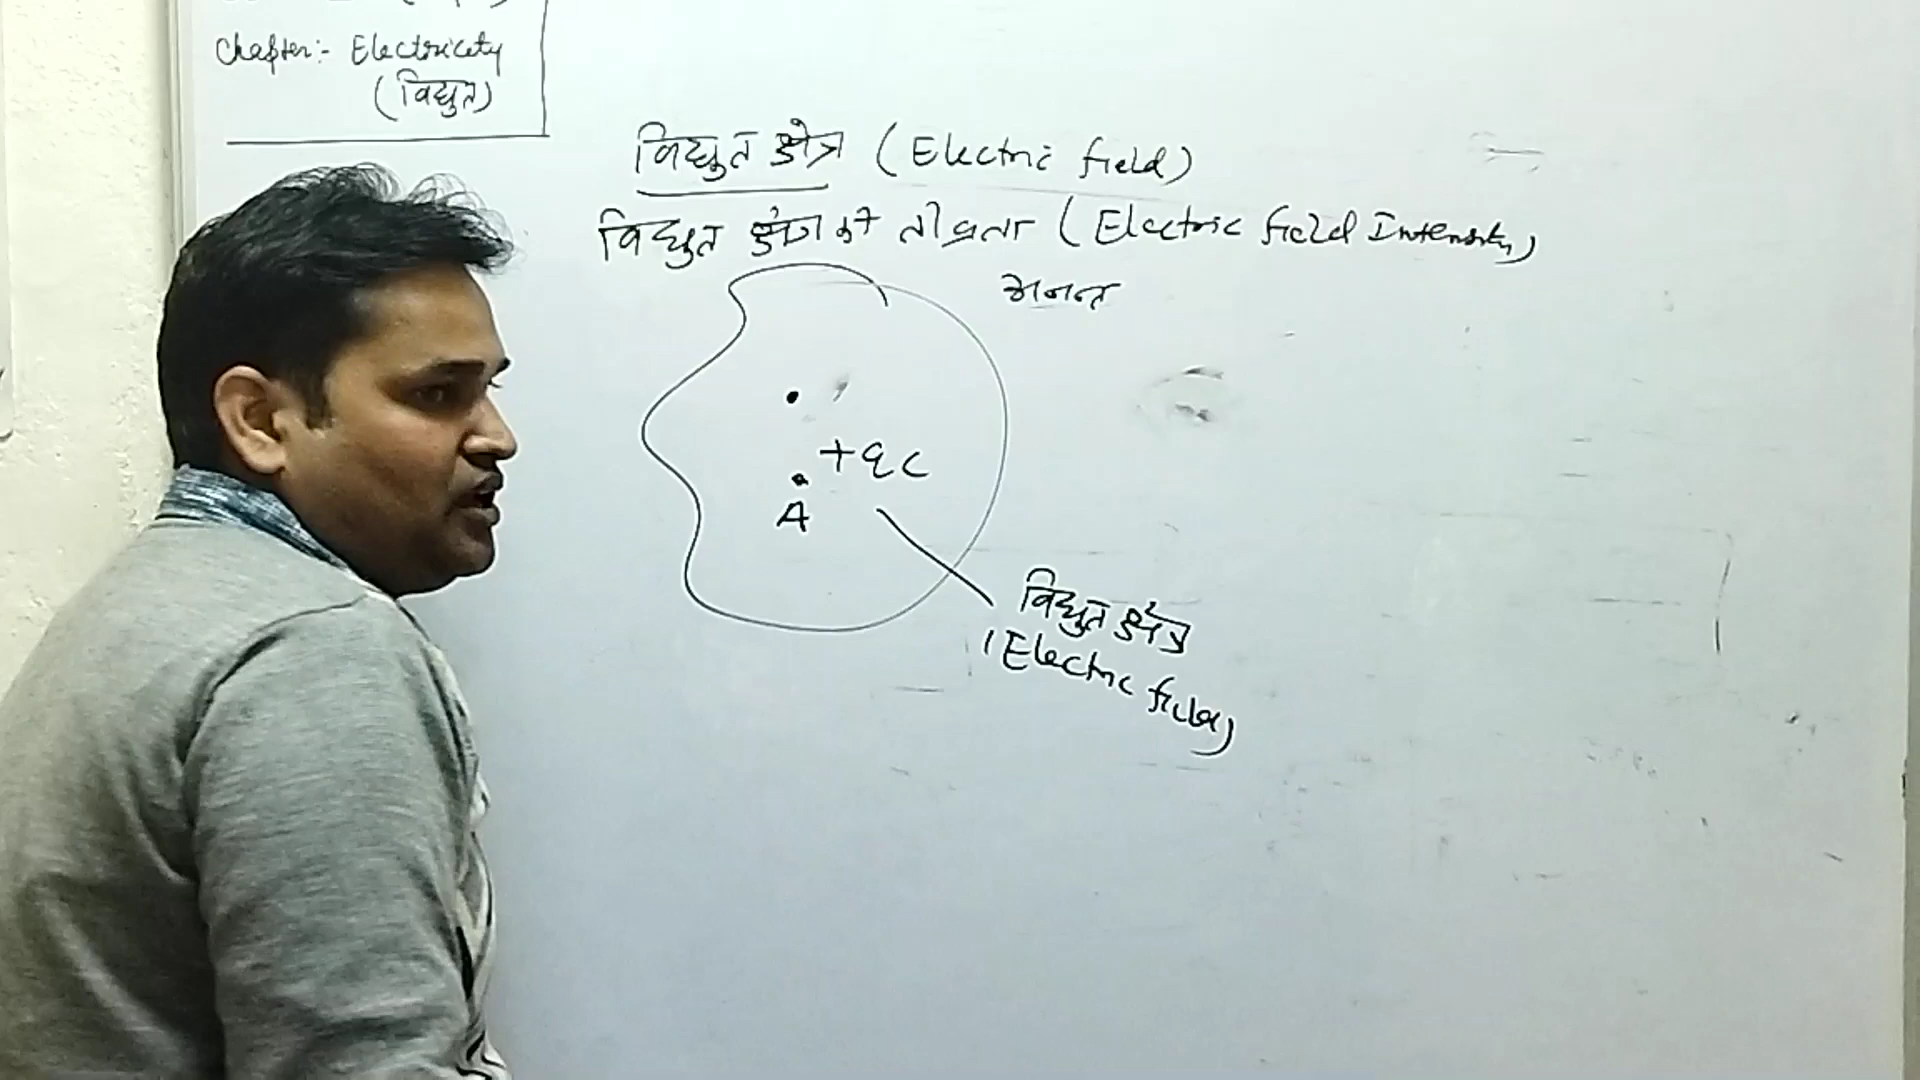 Chapter:- Electricity
(विद्युत)
विद्युत क्षेत्र (Electric field)
विद्युत क्षेत्र की तीव्रता (Electric field Intensity)
अनन्त
+qc
A
विद्युत क्षेत्र
(Electric field)